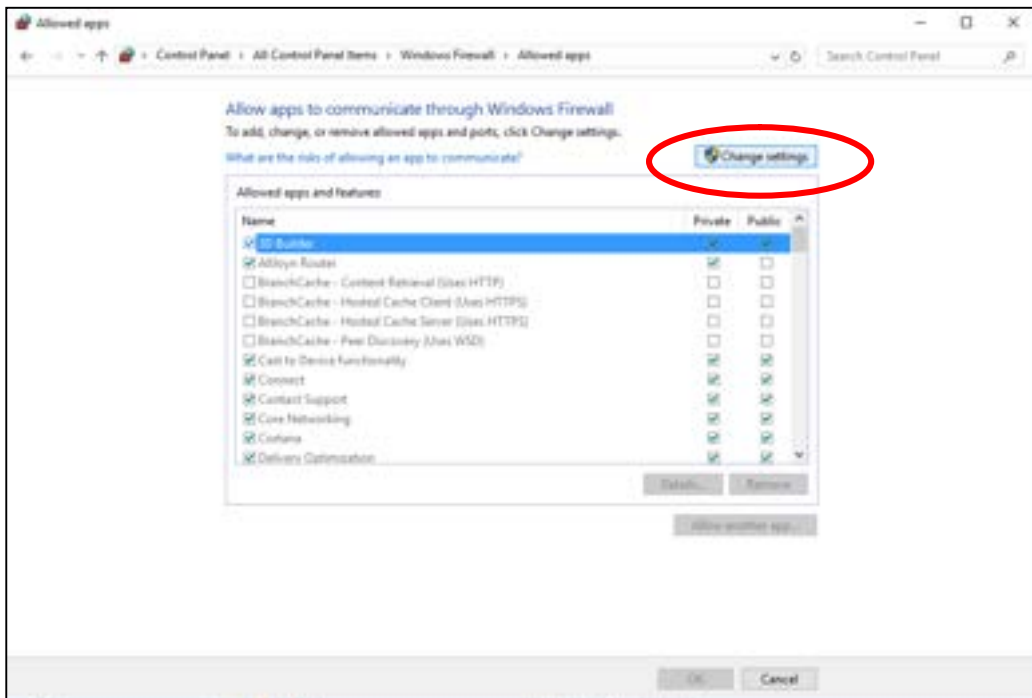 Allowed apps
Control Panel › All Control Panel Items › Windows Firewall › Allowed apps
Search Control Panel
Allow apps to communicate through Windows Firewall
To add, change, or remove allowed apps and ports, click Change settings.
What are the risks of allowing an app to communicate?
Change settings
Allowed apps and features
Name Private Public
3D Builder
AllJoyn Router
BranchCache - Content Retrieval (Uses HTTP)
BranchCache - Hosted Cache Client (Uses HTTPS)
BranchCache - Hosted Cache Server (Uses HTTPS)
BranchCache - Peer Discovery (Uses WSD)
Cast to Device functionality
Connect
Contact Support
Core Networking
Cortana
Delivery Optimization
Details... Remove
Allow another app...
OK Cancel